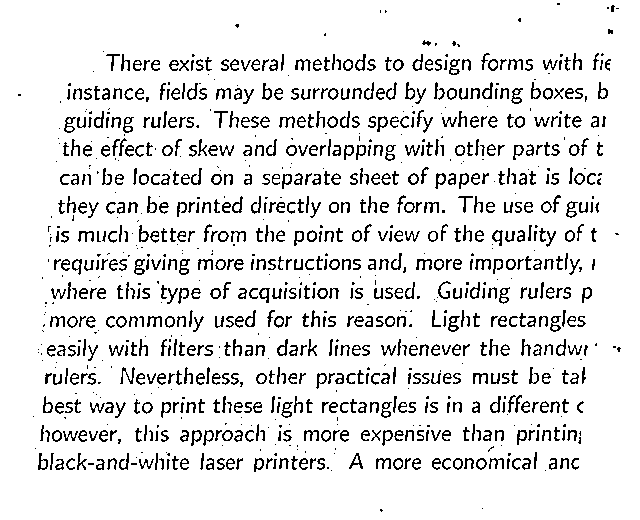 There exist several methods to design forms with fie
instance, fields may be surrounded by bounding boxes, b
guiding rulers. These methods specify where to write ar
the effect of skew and overlapping with other parts of t
can be located on a separate sheet of paper that is loca
they can be printed directly on the form. The use of guid
is much better from the point of view of the quality of t
requires giving more instructions and, more importantly,
where this type of acquisition is used. Guiding rulers p
more commonly used for this reason. Light rectangles
easily with filters than dark lines whenever the handwr
rulers. Nevertheless, other practical issues must be tak
best way to print these light rectangles is in a different c
however, this approach is more expensive than printing
black-and-white laser printers. A more economical and